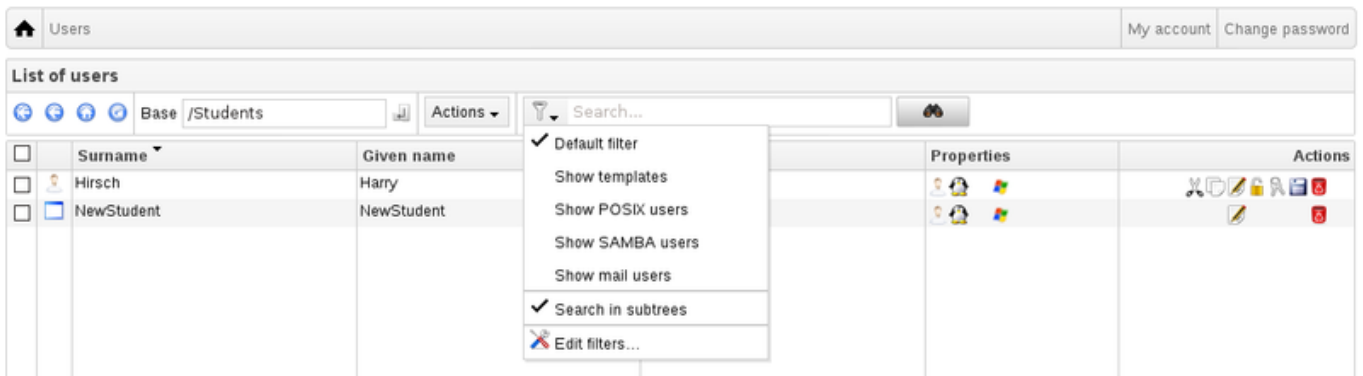 Users My account Change password
List of users
Base /Students Actions Search...
Surname Given name Properties Actions
Default filter
Show templates
Hirsch Harry
Show POSIX users
NewStudent NewStudent
Show SAMBA users
Show mail users
Search in subtrees
Edit filters...